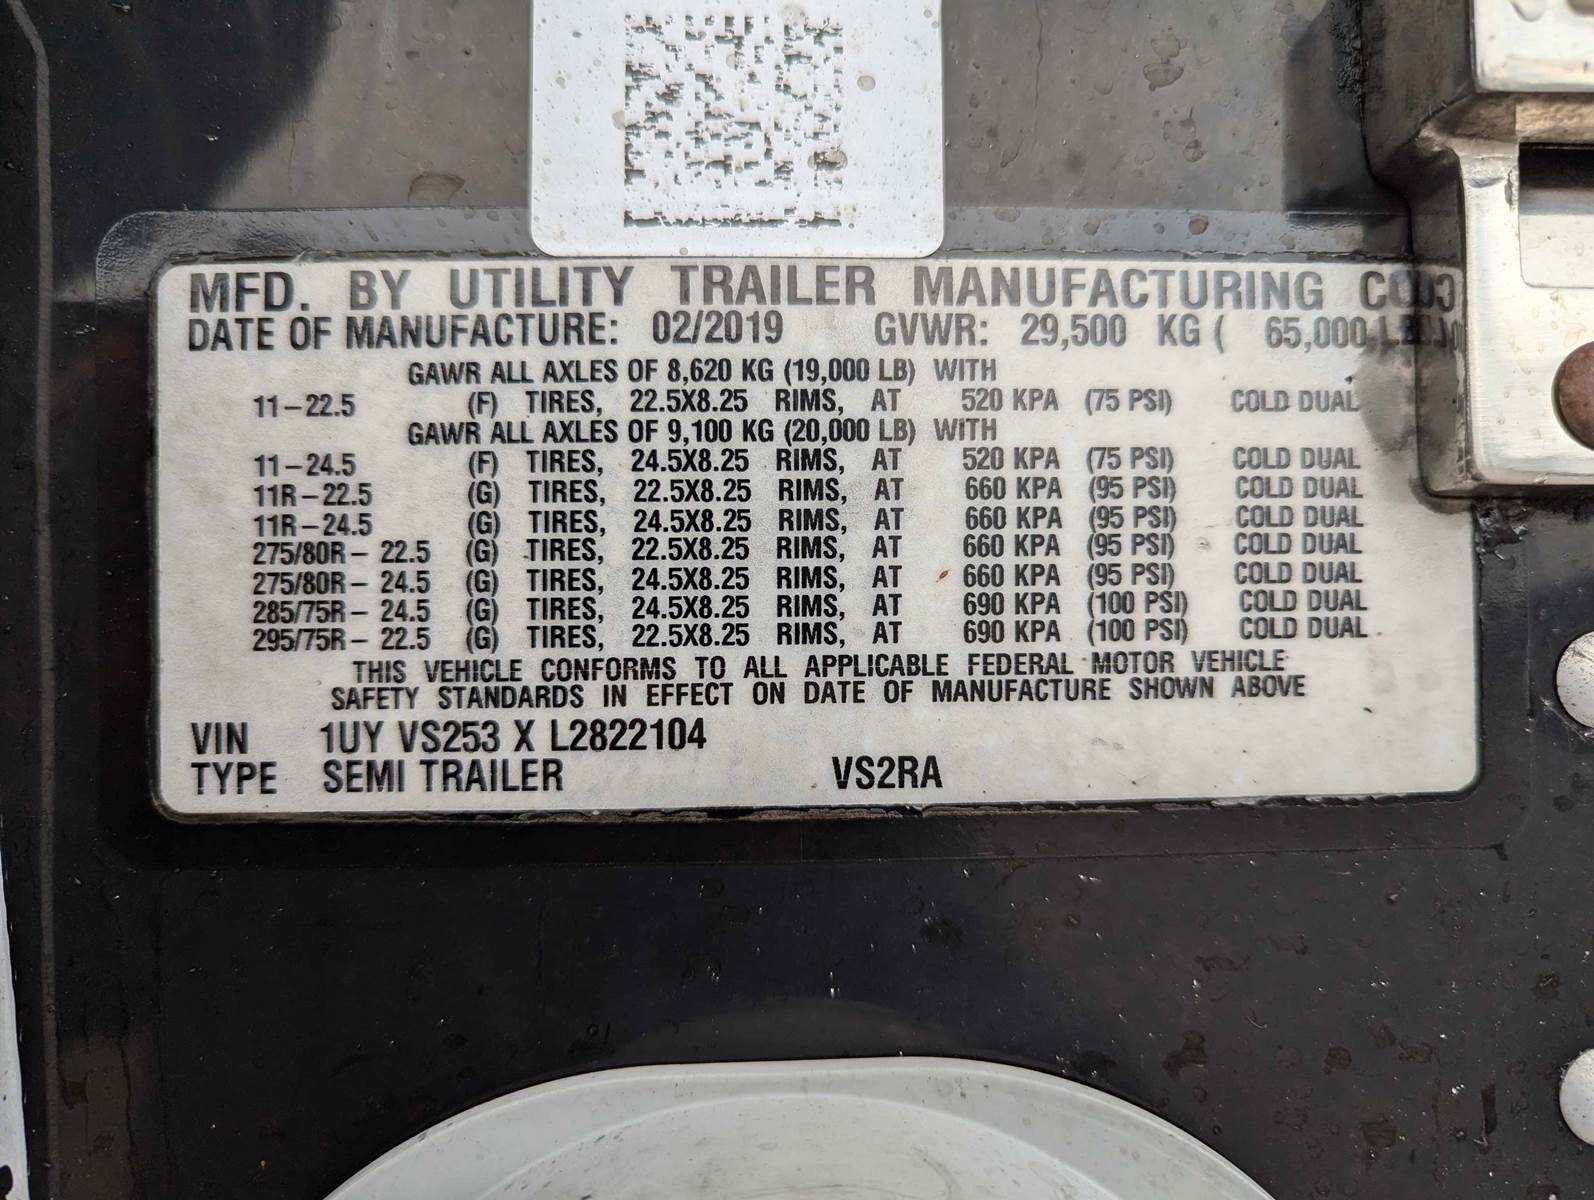 MFD. BY UTILITY TRAILER MANUFACTURING CO
DATE OF MANUFACTURE: 02/2019 GVWR: 29,500 KG ( 65,000 LB
GAWR ALL AXLES OF 8,620 KG (19,000 LB) WITH
11-22.5 (F) TIRES, 22.5X8.25 RIMS, AT 520 KPA (75 PSI) COLD DUAL
GAWR ALL AXLES OF 9,100 KG (20,000 LB) WITH
11-24.5 (F) TIRES, 24.5X8.25 RIMS, AT 520 KPA (75 PSI) COLD DUAL
11R-22.5 (G) TIRES, 22.5X8.25 RIMS, AT 660 KPA (95 PSI) COLD DUAL
11R-24.5 (G) TIRES, 24.5X8.25 RIMS, AT 660 KPA (95 PSI) COLD DUAL
275/80R- 22.5 (G) TIRES, 22.5X8.25 RIMS, AT 660 KPA (95 PSI) COLD DUAL
275/80R- 24.5 (G) TIRES, 24.5X8.25 RIMS, AT 660 KPA (95 PSI) COLD DUAL
285/75R- 24.5 (G) TIRES, 24.5X8.25 RIMS, AT 690 KPA (100 PSI) COLD DUAL
295/75R- 22.5 (G) TIRES, 22.5X8.25 RIMS, AT 690 KPA (100 PSI) COLD DUAL
THIS VEHICLE CONFORMS TO ALL APPLICABLE FEDERAL MOTOR VEHICLE
SAFETY STANDARDS IN EFFECT ON DATE OF MANUFACTURE SHOWN ABOVE
VIN 1UY VS253 X L2822104
TYPE SEMI TRAILER VS2RA